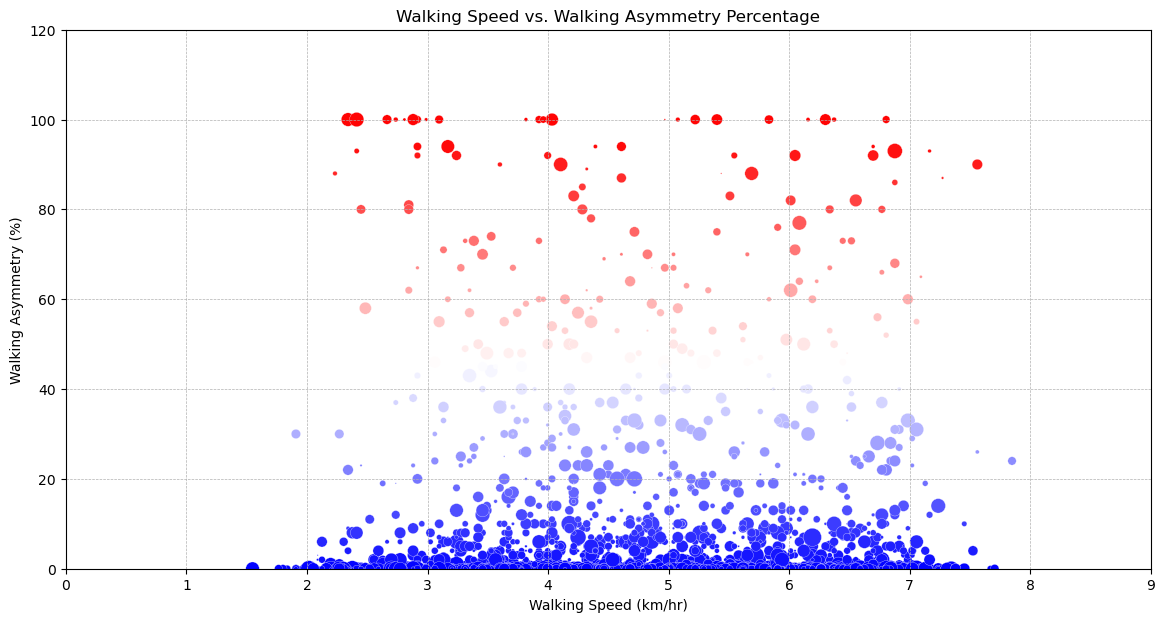 Walking Speed vs. Walking Asymmetry Percentage
120
100
80
60
40
20
0
Walking Asymmetry (%)
0 1 2 3 4 5 6 7 8 9
Walking Speed (km/hr)